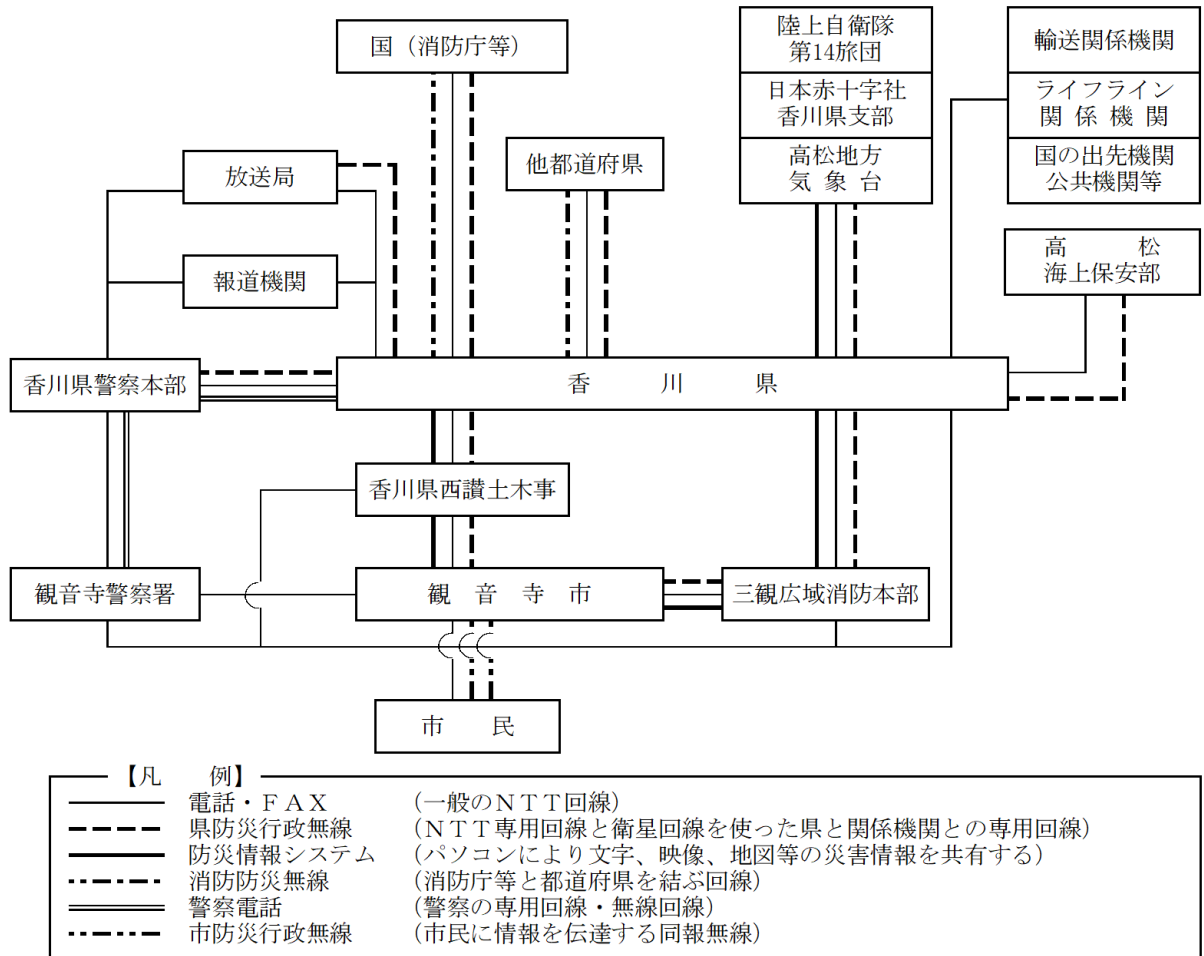 国（消防庁等）
陸上自衛隊
第14旅団
日本赤十字社
香川県支部
高松地方
気象台
輸送関係機関
ライフライン
関係機関
国の出先機関
公共機関等
他都道府県
放送局
高松
海上保安部
報道機関
香川県警察本部
香川県
香川県西讃土木事
観音寺警察署
観音寺市
三観広域消防本部
市民
【凡例】
電話・ＦＡＸ （一般のＮＴＴ回線）
県防災行政無線 （ＮＴＴ専用回線と衛星回線を使った県と関係機関との専用回線）
防災情報システム （パソコンにより文字、映像、地図等の災害情報を共有する）
消防防災無線 （消防庁等と都道府県を結ぶ回線）
警察電話 （警察の専用回線・無線回線）
市防災行政無線 （市民に情報を伝達する同報無線）